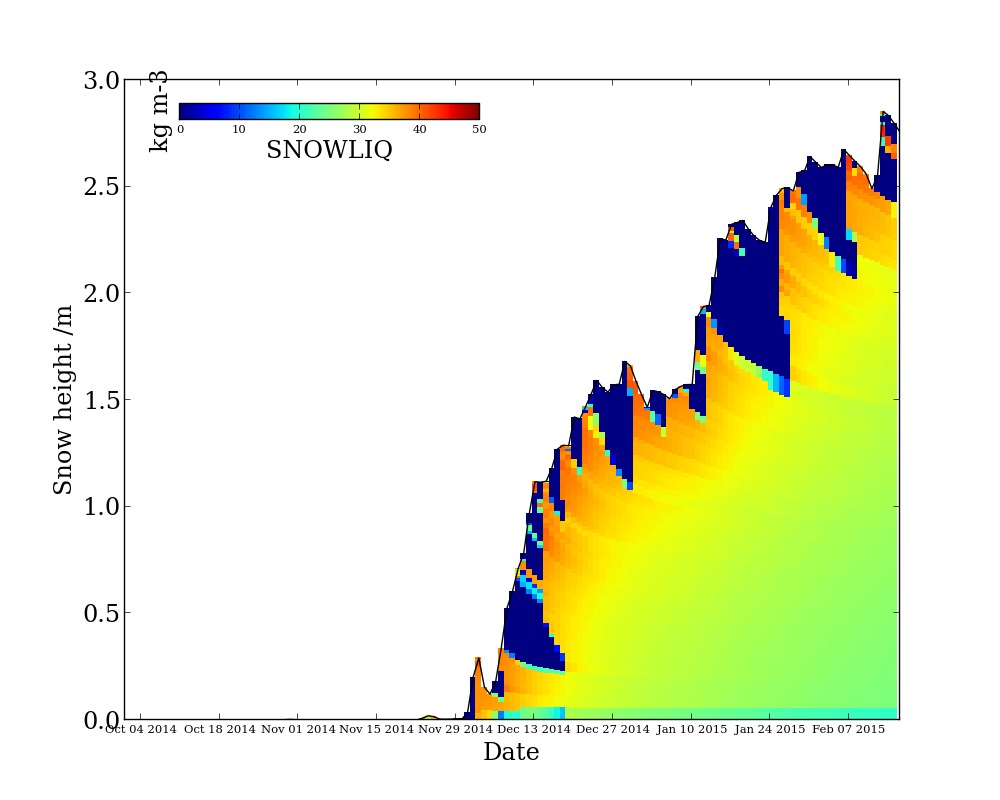 3.0
kg m-3
0 10 20 30 40 50
SNOWLIQ
2.5
2.0
Snow height /m
1.5
1.0
0.5
0.0
Oct 04 2014 Oct 18 2014 Nov 01 2014 Nov 15 2014 Nov 29 2014 Dec 13 2014 Dec 27 2014 Jan 10 2015 Jan 24 2015 Feb 07 2015
Date